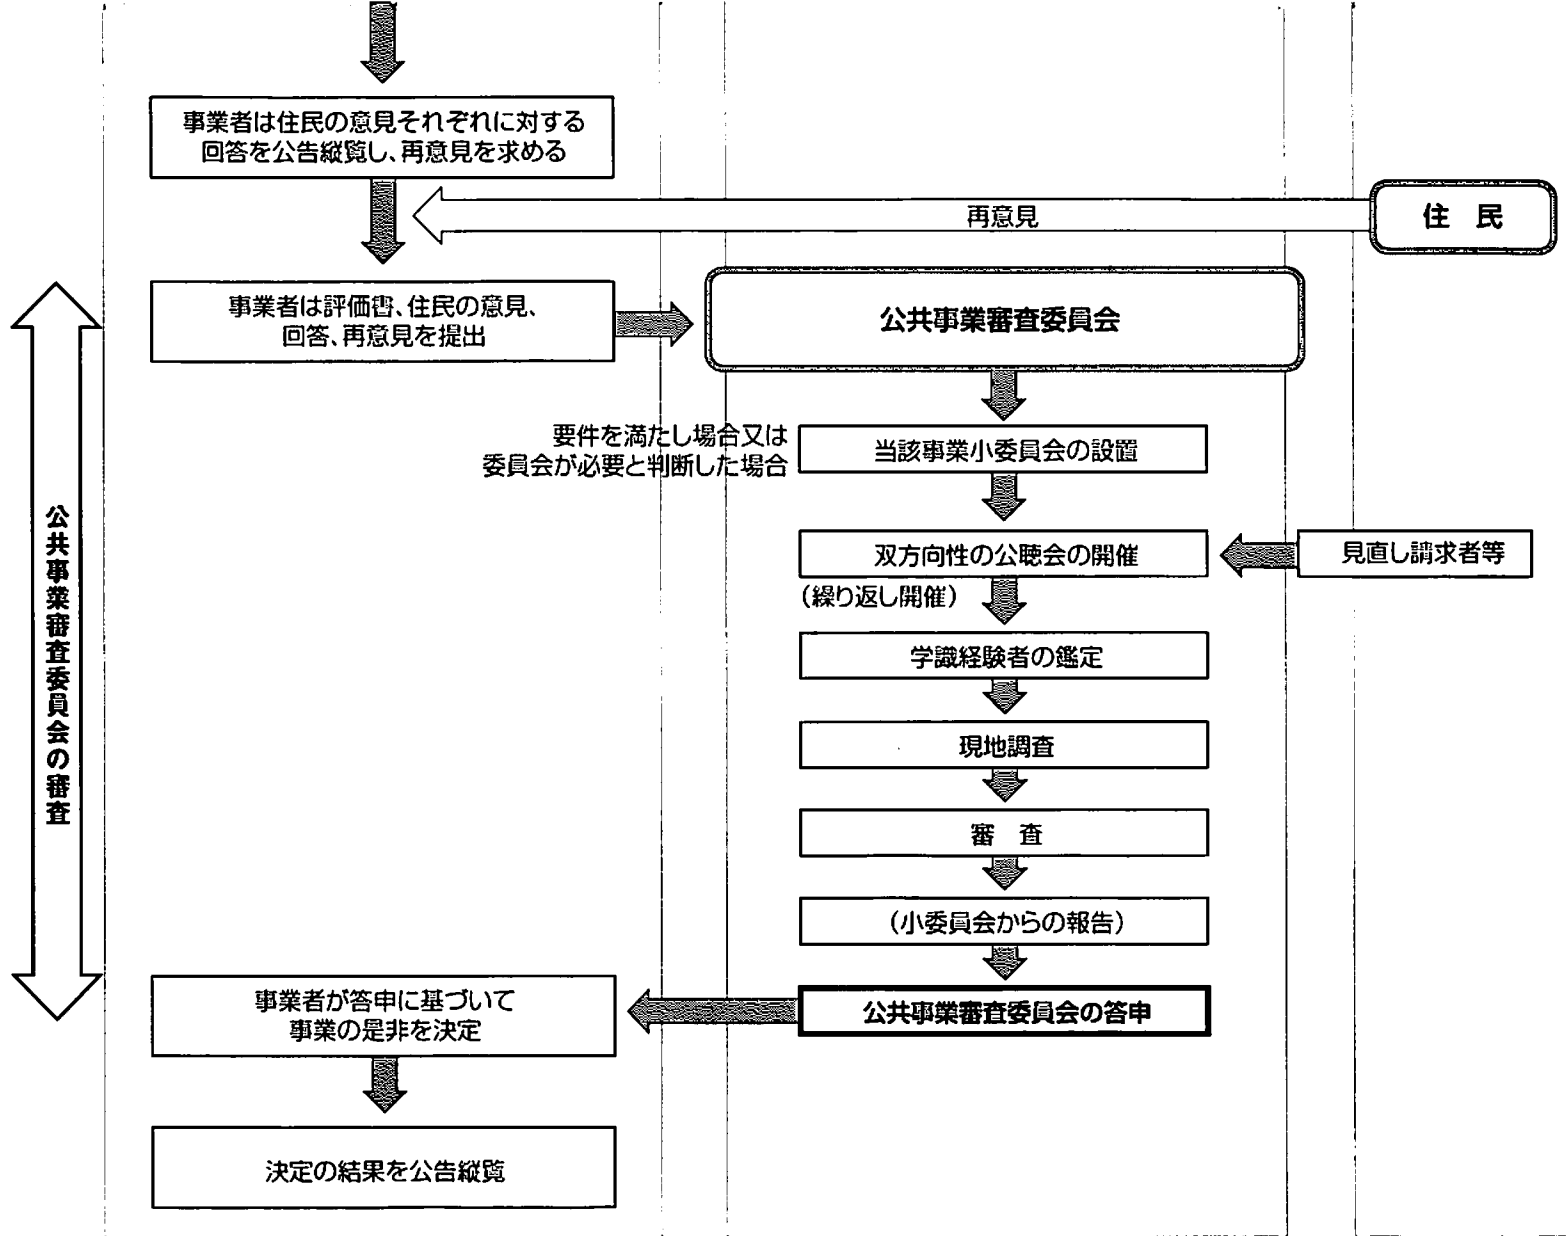 事業者は住民の意見それぞれに対する
回答を公告縦覧し、再意見を求める
再意見
住 民
事業者は評価書、住民の意見、
回答、再意見を提出
公共事業審査委員会
要件を満たし場合又は
委員会が必要と判断した場合
当該事業小委員会の設置
双方向性の公聴会の開催
見直し請求者等
（繰り返し開催）
学識経験者の鑑定
現地調査
審 査
（小委員会からの報告）
公共事業審査委員会の審査
事業者が答申に基づいて
事業の是非を決定
公共事業審査委員会の答申
決定の結果を公告縦覧